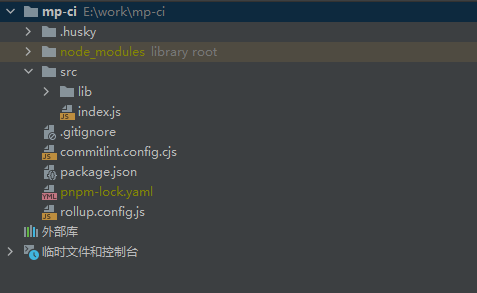 mp-ci E:\work\mp-ci
.husky
node_modules library root
src
lib
index.js
.gitignore
commitlint.config.cjs
package.json
pnpm-lock.yaml
rollup.config.js
外部库
临时文件和控制台